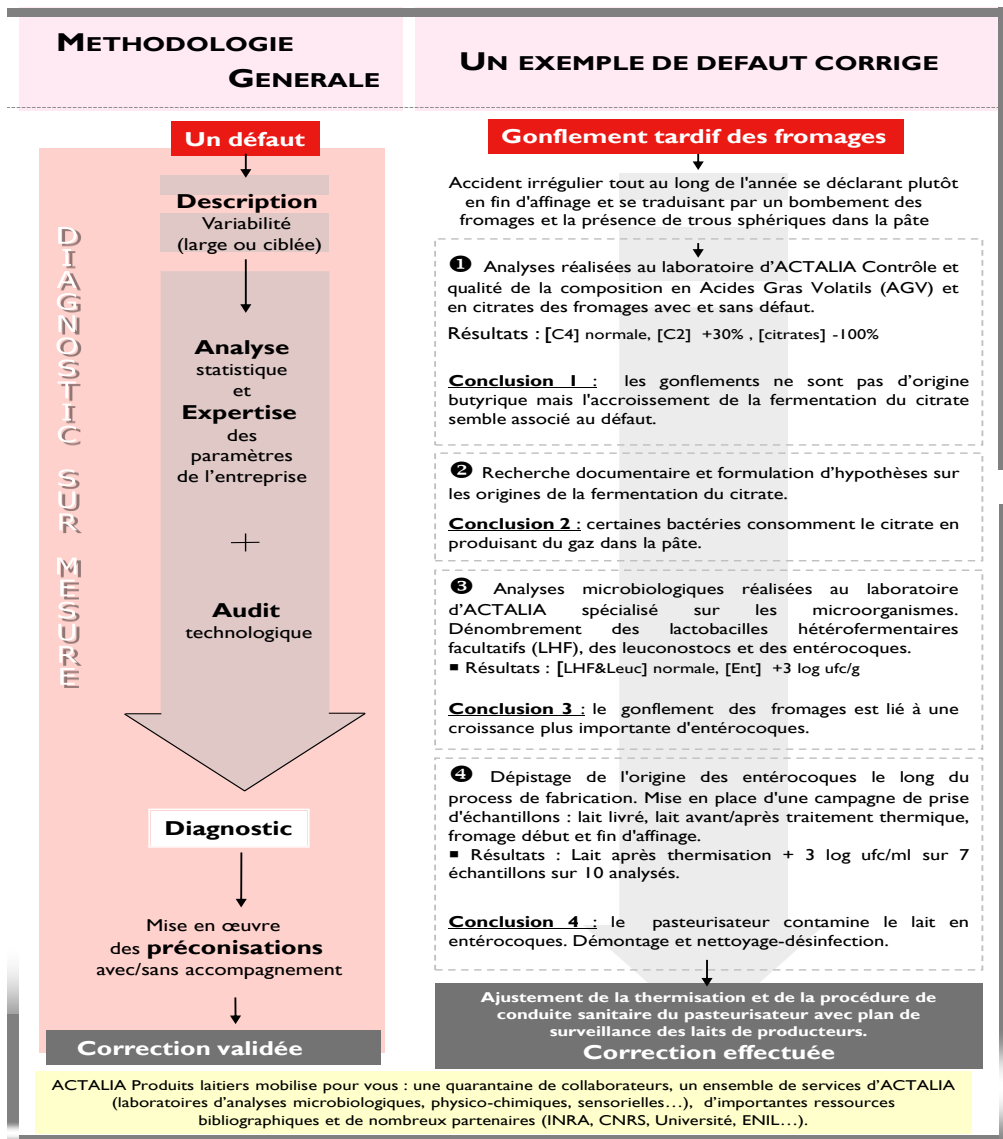 METHODOLOGIE
GENERALE
UN EXEMPLE DE DEFAUT CORRIGE
DIAGNOSTIC SUR MESURE
Un défaut
Description
Variabilité
(large ou ciblée)
Analyse
statistique
et
Expertise
des
paramètres
de l'entreprise
+
Audit
technologique
Diagnostic
Mise en œuvre
des préconisations
avec/sans accompagnement
Correction validée
Gonflement tardif des fromages
Accident irrégulier tout au long de l'année se déclarant plutôt
en fin d'affinage et se traduisant par un bombement des
fromages et la présence de trous sphériques dans la pâte
❶ Analyses réalisées au laboratoire d'ACTALIA Contrôle et
qualité de la composition en Acides Gras Volatils (AGV) et
en citrates des fromages avec et sans défaut.
Résultats : [C4] normale, [C2] +30% , [citrates] -100%
Conclusion 1 : les gonflements ne sont pas d'origine
butyrique mais l'accroissement de la fermentation du citrate
semble associé au défaut.
❷ Recherche documentaire et formulation d'hypothèses sur
les origines de la fermentation du citrate.
Conclusion 2 : certaines bactéries consomment le citrate en
produisant du gaz dans la pâte.
❸ Analyses microbiologiques réalisées au laboratoire
d'ACTALIA spécialisé sur les microorganismes.
Dénombrement des lactobacilles hétérofermentaires
facultatifs (LHF), des leuconostocs et des entérocoques.
▪ Résultats : [LHF&Leuc] normale, [Ent] +3 log ufc/g
Conclusion 3 : le gonflement des fromages est lié à une
croissance plus importante d'entérocoques.
❹ Dépistage de l'origine des entérocoques le long du
process de fabrication. Mise en place d'une campagne de prise
d'échantillons : lait livré, lait avant/après traitement thermique,
fromage début et fin d'affinage.
▪ Résultats : Lait après thermisation + 3 log ufc/ml sur 7
échantillons sur 10 analysés.
Conclusion 4 : le pasteurisateur contamine le lait en
entérocoques. Démontage et nettoyage-désinfection.
Ajustement de la thermisation et de la procédure de
conduite sanitaire du pasteurisateur avec plan de
surveillance des laits de producteurs.
Correction effectuée
ACTALIA Produits laitiers mobilise pour vous : une quarantaine de collaborateurs, un ensemble de services d'ACTALIA
(laboratoires d'analyses microbiologiques, physico-chimiques, sensorielles…), d'importantes ressources
bibliographiques et de nombreux partenaires (INRA, CNRS, Université, ENIL…).